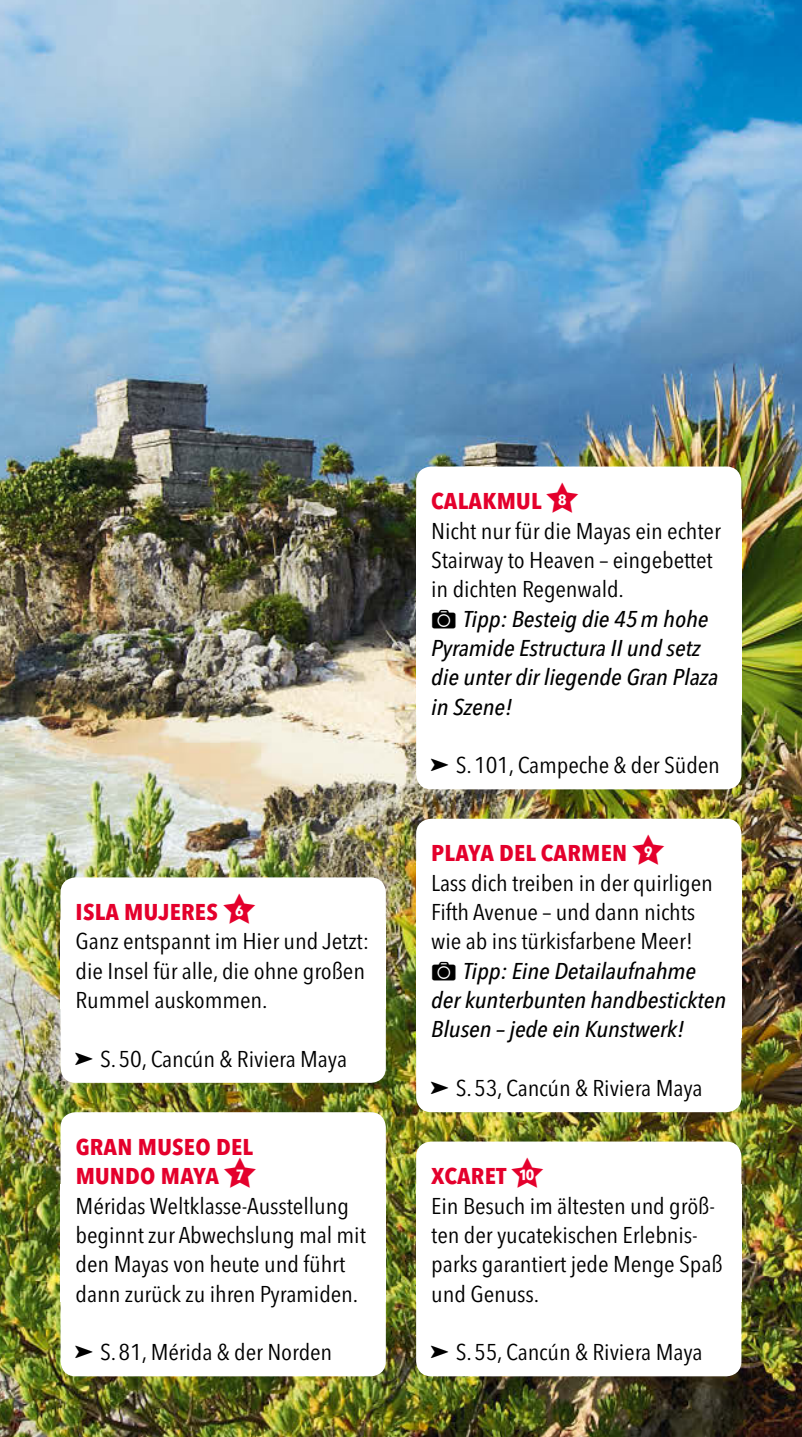 ISLA MUJERES 6
Ganz entspannt im Hier und Jetzt:
die Insel für alle, die ohne großen
Rummel auskommen.
➤ S. 50, Cancún & Riviera Maya
GRAN MUSEO DEL
MUNDO MAYA 7
Méridas Weltklasse-Ausstellung
beginnt zur Abwechslung mal mit
den Mayas von heute und führt
dann zurück zu ihren Pyramiden.
➤ S. 81, Mérida & der Norden
CALAKMUL 8
Nicht nur für die Mayas ein echter
Stairway to Heaven – eingebettet
in dichten Regenwald.
Tipp: Besteig die 45 m hohe
Pyramide Estructura II und setz
die unter dir liegende Gran Plaza
in Szene!
➤ S. 101, Campeche & der Süden
PLAYA DEL CARMEN 9
Lass dich treiben in der quirligen
Fifth Avenue – und dann nichts
wie ab ins türkisfarbene Meer!
Tipp: Eine Detailaufnahme
der kunterbunten handbestickten
Blusen – jede ein Kunstwerk!
➤ S. 53, Cancún & Riviera Maya
XCARET 10
Ein Besuch im ältesten und größ-
ten der yucatekischen Erlebnis-
parks garantiert jede Menge Spaß
und Genuss.
➤ S. 55, Cancún & Riviera Maya